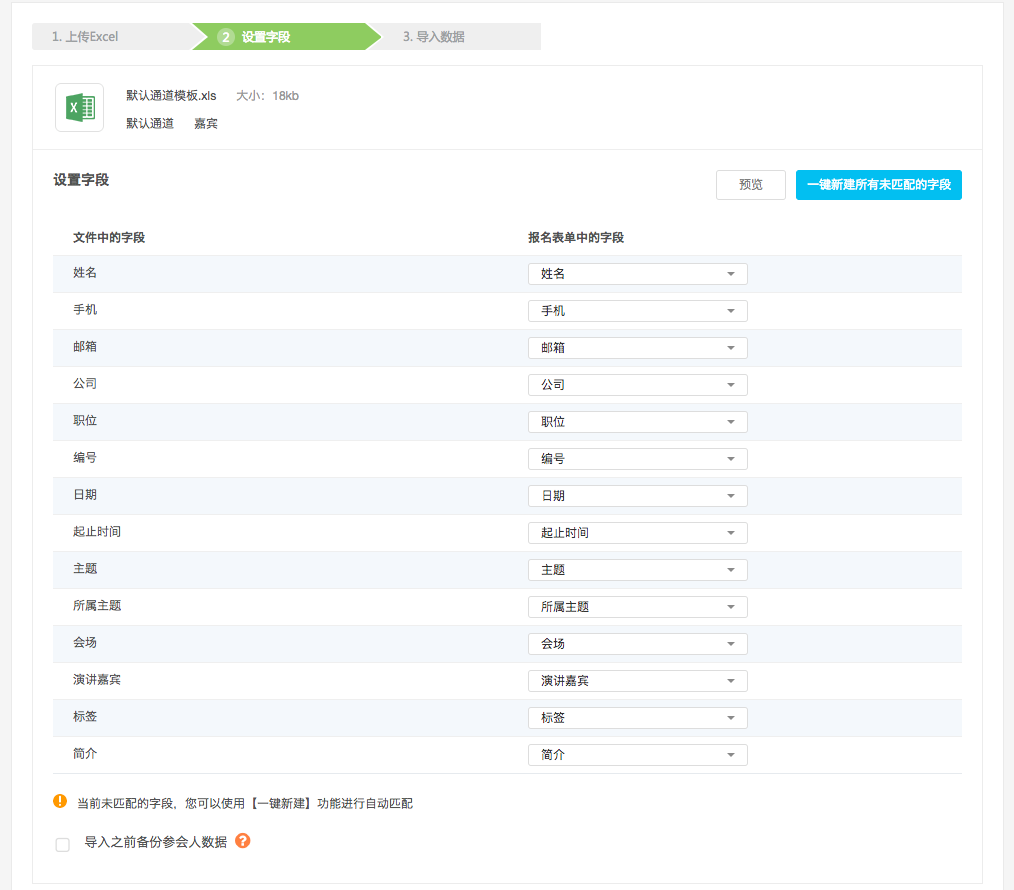 1. 上传Excel 2 设置字段 3. 导入数据
默认通道模板.xls 大小：18kb
默认通道 嘉宾
设置字段 预览 一键新建所有未匹配的字段
文件中的字段 报名表单中的字段
姓名 姓名
手机 手机
邮箱 邮箱
公司 公司
职位 职位
编号 编号
日期 日期
起止时间 起止时间
主题 主题
所属主题 所属主题
会场 会场
演讲嘉宾 演讲嘉宾
标签 标签
简介 简介
当前未匹配的字段，您可以使用【一键新建】功能进行自动匹配
导入之前备份参会人数据 ?